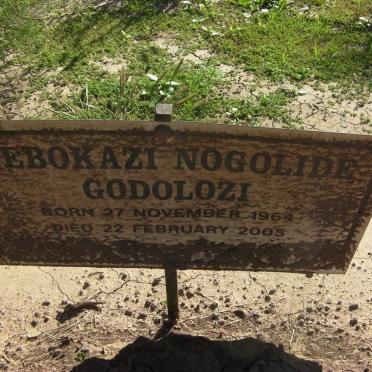 EBOKAZI NOGOLIDE
GODOLOZI
BORN 27 NOVEMBER 1964
DIED 22 FEBRUARY 2005